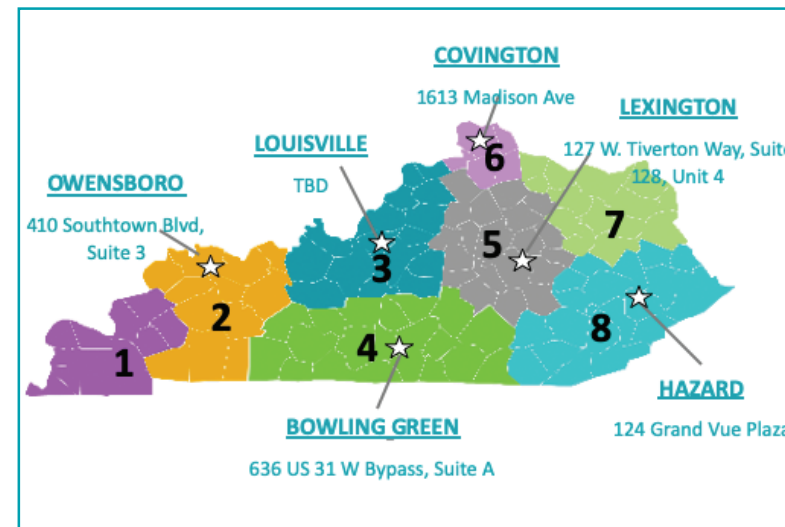 COVINGTON
1613 Madison Ave
LEXINGTON
127 W. Tiverton Way, Suite
128, Unit 4
LOUISVILLE
TBD
OWENSBORO
410 Southtown Blvd,
Suite 3
6
7
5
3
2
8
4
1
HAZARD
124 Grand Vue Plaza
BOWLING GREEN
636 US 31 W Bypass, Suite A